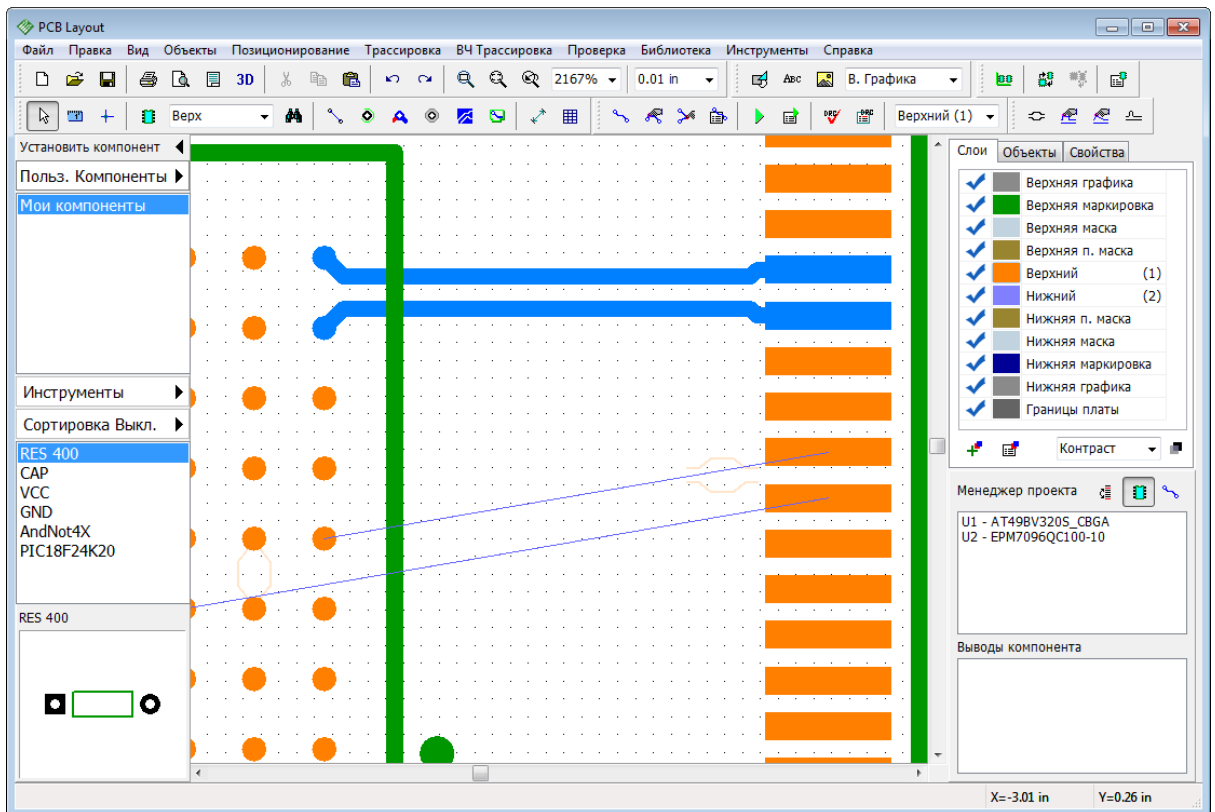 PCB Layout
Файл Правка Вид Объекты Позиционирование Трассировка ВЧ Трассировка Проверка Библиотека Инструменты Справка
3D 2167% 0.01 in ABC В. Графика
Верх DRC DRC Верхний (1)
Установить компонент
Польз. Компоненты
Мои компоненты
Инструменты
Сортировка Выкл.
RES 400
CAP
VCC
GND
AndNot4X
PIC18F24K20
RES 400
Слои Объекты Свойства
Верхняя графика
Верхняя маркировка
Верхняя маска
Верхняя п. маска
Верхний (1)
Нижний (2)
Нижняя п. маска
Нижняя маска
Нижняя маркировка
Нижняя графика
Границы платы
Контраст
Менеджер проекта
U1 - AT49BV320S_CBGA
U2 - EPM7096QC100-10
Выводы компонента
X=-3.01 in Y=0.26 in